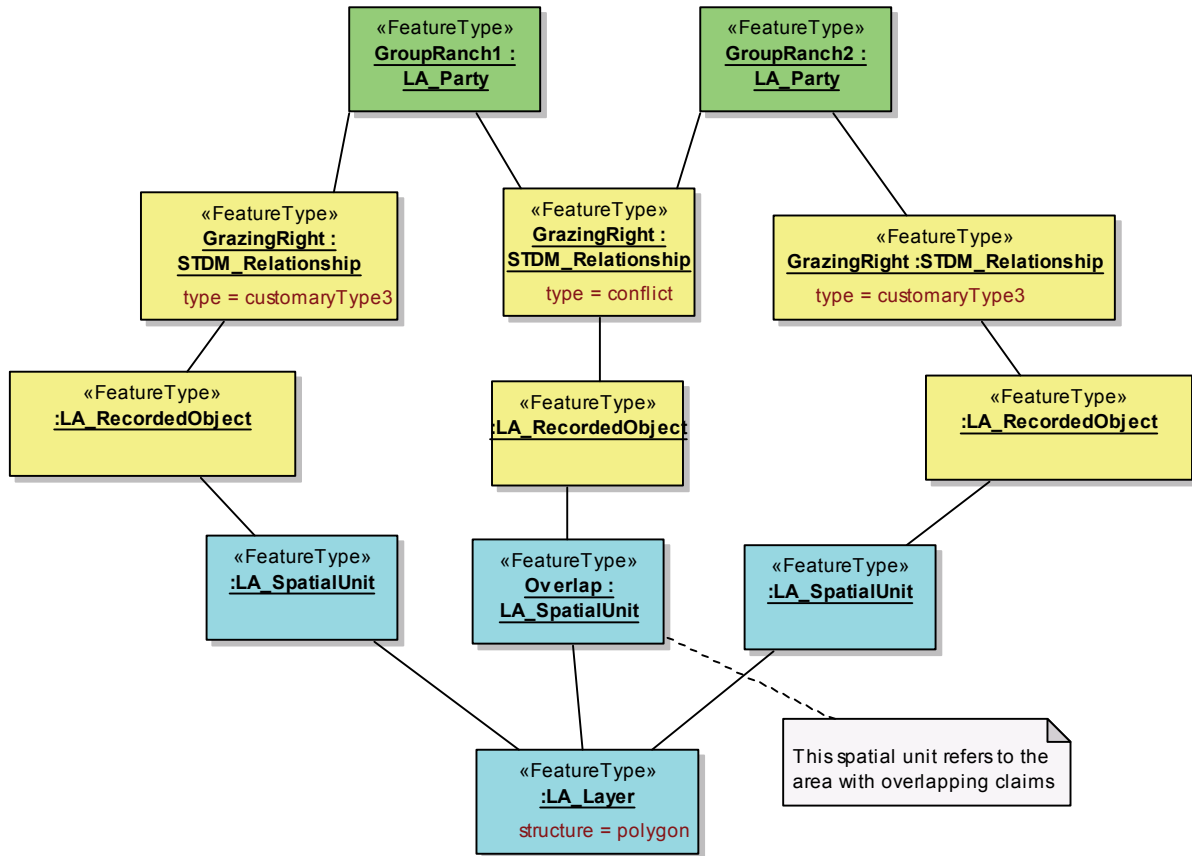 «FeatureType»
GroupRanch1 :
LA_Party
«FeatureType»
GroupRanch2 :
LA_Party
«FeatureType»
GrazingRight :
STDM_Relationship
type = customaryType3
«FeatureType»
GrazingRight :
STDM_Relationship
type = conflict
«FeatureType»
GrazingRight :STDM_Relationship
type = customaryType3
«FeatureType»
:LA_RecordedObject
«FeatureType»
:LA_RecordedObject
«FeatureType»
:LA_RecordedObject
«FeatureType»
:LA_SpatialUnit
«FeatureType»
Overlap :
LA_SpatialUnit
«FeatureType»
:LA_SpatialUnit
This spatial unit refers to the
area with overlapping claims
«FeatureType»
:LA_Layer
structure = polygon